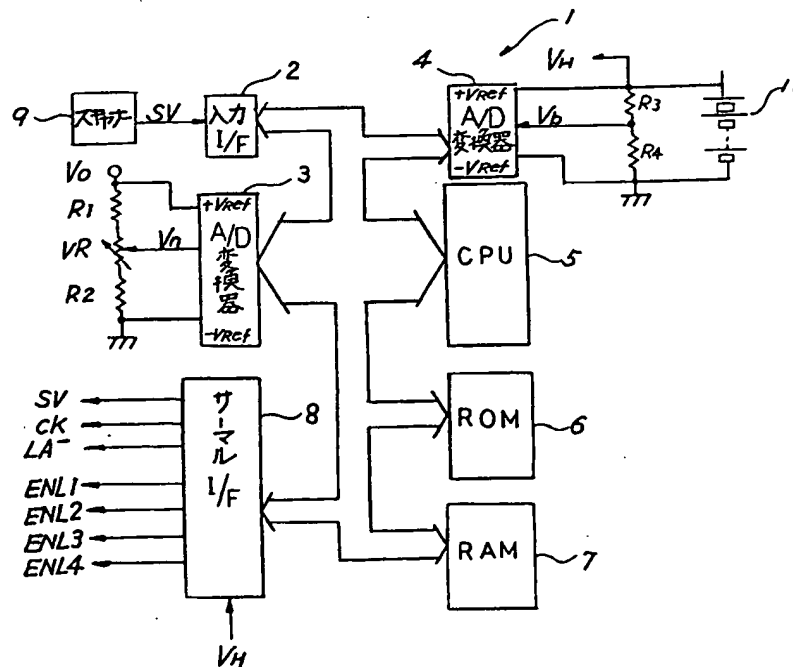 1
4
VH
1
2
9
スキャナー
SV
入力
I/F
+VRef
A/D
変換器
-VRef
Vb
R3
R4
Vo
3
R1
+VRef
Vn
A/D
変換器
VR
R2
-VRef
CPU
5
SV
CK
LA-
ENL1
ENL2
ENL3
ENL4
サーマル
I/F
8
ROM
6
RAM
7
VH